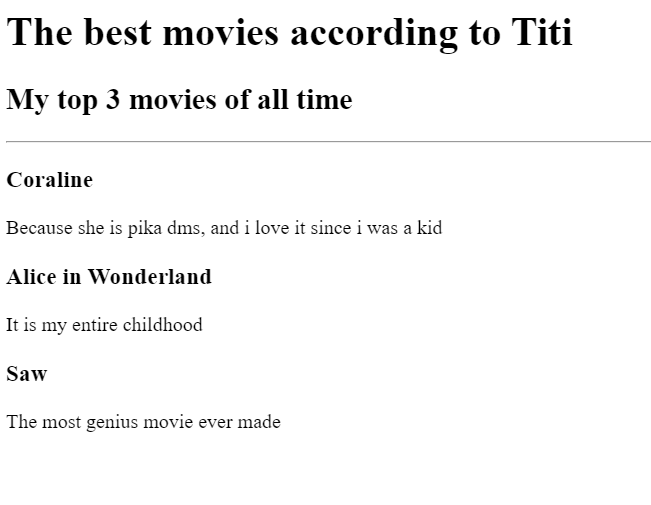 The best movies according to Titi
My top 3 movies of all time
Coraline
Because she is pika dms, and i love it since i was a kid
Alice in Wonderland
It is my entire childhood
Saw
The most genius movie ever made